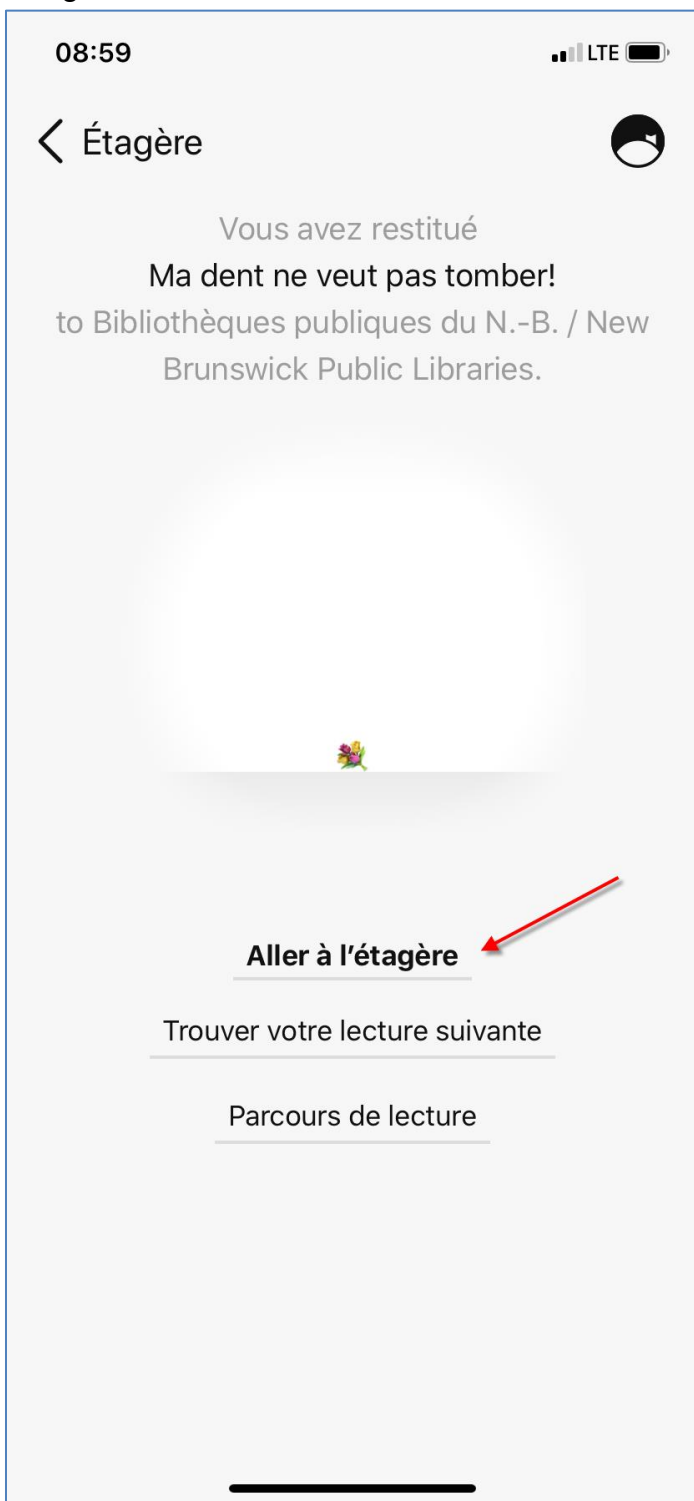 08:59
LTE
Étagère
Vous avez restitué
Ma dent ne veut pas tomber!
to Bibliothèques publiques du N.-B. / New
Brunswick Public Libraries.
Aller à l’étagère
Trouver votre lecture suivante
Parcours de lecture